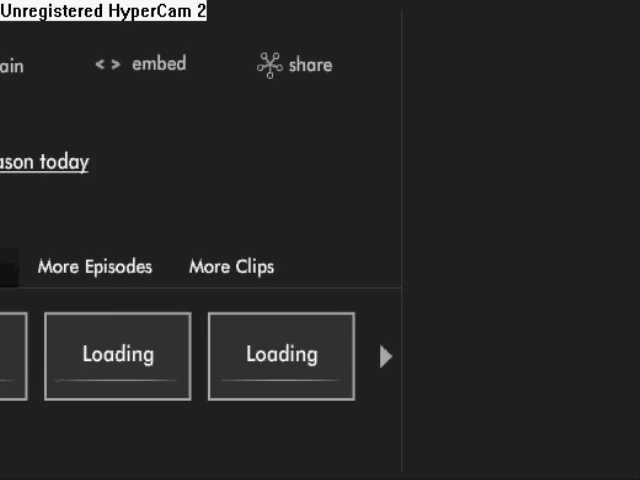 Unregistered HyperCam 2
ain <> embed share
ason today
More Episodes More Clips
Loading Loading